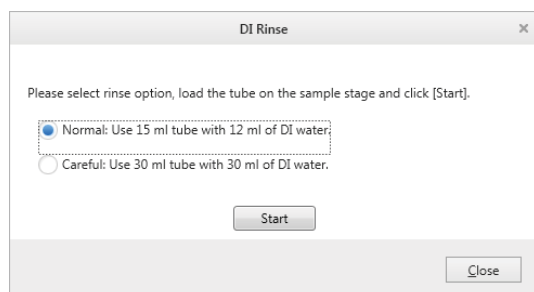 DI Rinse
Please select rinse option, load the tube on the sample stage and click [Start].
Normal: Use 15 ml tube with 12 ml of DI water.
Careful: Use 30 ml tube with 30 ml of DI water.
Start
Close